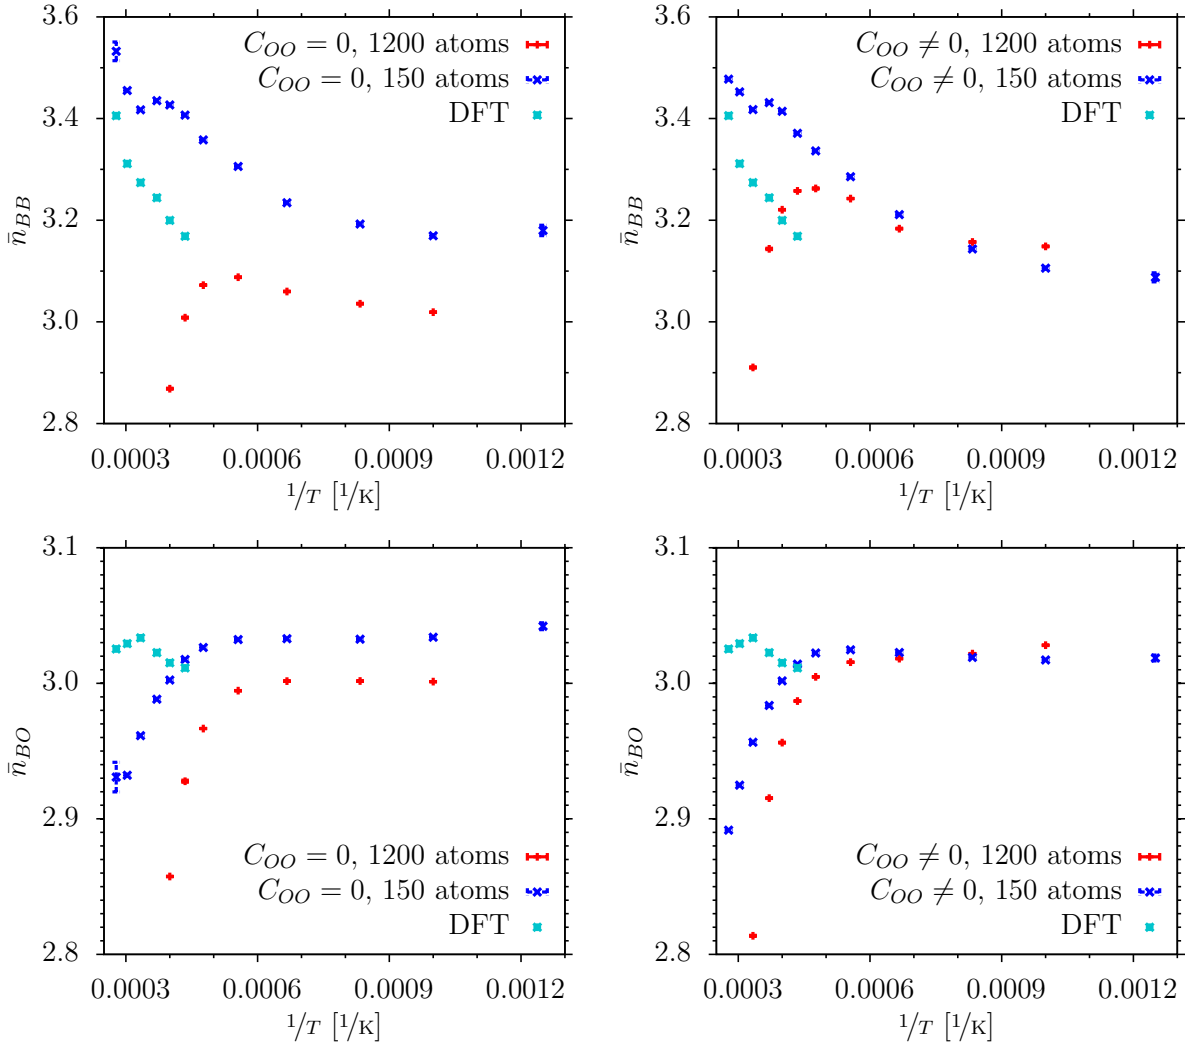 3.6
3.4
3.2
3.0
2.8
n̄_BB
C_OO = 0, 1200 atoms
C_OO = 0, 150 atoms
DFT
0.0003 0.0006 0.0009 0.0012
1/T [1/K]
3.6
3.4
3.2
3.0
2.8
n̄_BB
C_OO ≠ 0, 1200 atoms
C_OO ≠ 0, 150 atoms
DFT
0.0003 0.0006 0.0009 0.0012
1/T [1/K]
3.1
3.0
2.9
2.8
n̄_BO
C_OO = 0, 1200 atoms
C_OO = 0, 150 atoms
DFT
0.0003 0.0006 0.0009 0.0012
1/T [1/K]
3.1
3.0
2.9
2.8
n̄_BO
C_OO ≠ 0, 1200 atoms
C_OO ≠ 0, 150 atoms
DFT
0.0003 0.0006 0.0009 0.0012
1/T [1/K]